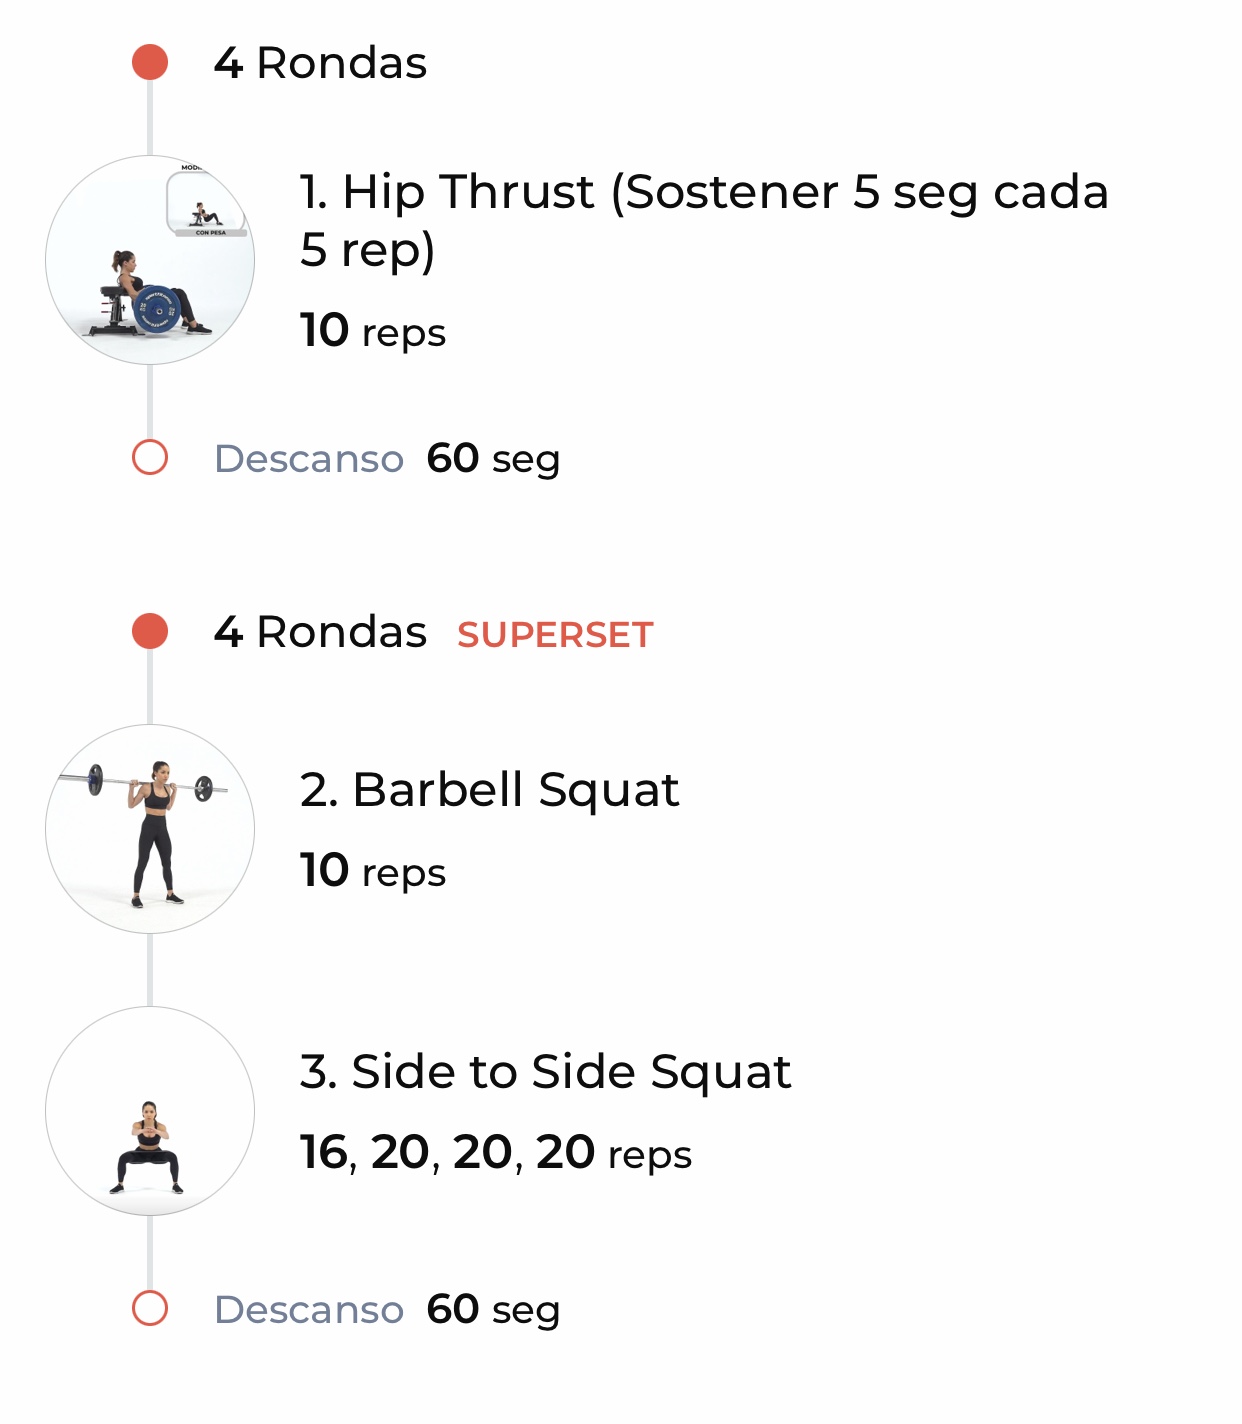 4 Rondas
CON PESA
1. Hip Thrust (Sostener 5 seg cada
5 rep)
10 reps
Descanso 60 seg
4 Rondas SUPERSET
2. Barbell Squat
10 reps
3. Side to Side Squat
16, 20, 20, 20 reps
Descanso 60 seg